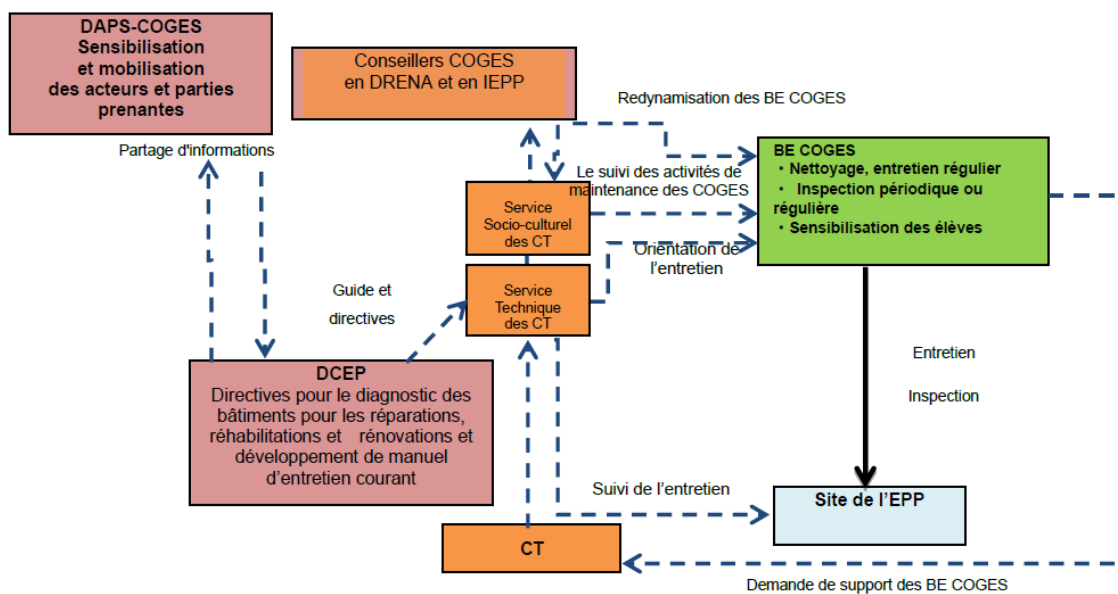 DAPS-COGES
Sensibilisation
et mobilisation
des acteurs et parties
prenantes
Conseillers COGES
en DRENA et en IEPP
Redynamisation des BE COGES
Partage d'informations
BE COGES
・Nettoyage, entretien régulier
・ Inspection périodique ou
régulière
・Sensibilisation des élèves
Le suivi des activités de
maintenance des COGES
Service
Socio-culturel
des CT
Orientation de
l'entretien
Service
Technique
des CT
Guide et
directives
Entretien
Inspection
DCEP
Directives pour le diagnostic des
bâtiments pour les réparations,
réhabilitations et rénovations et
développement de manuel
d'entretien courant
Suivi de l'entretien
Site de l'EPP
CT
Demande de support des BE COGES